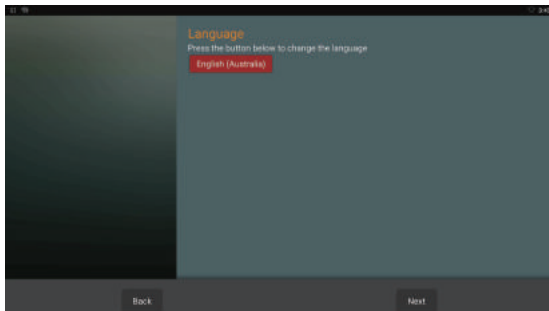 Language
Press the button below to change the language
English (Australia)
Back
Next